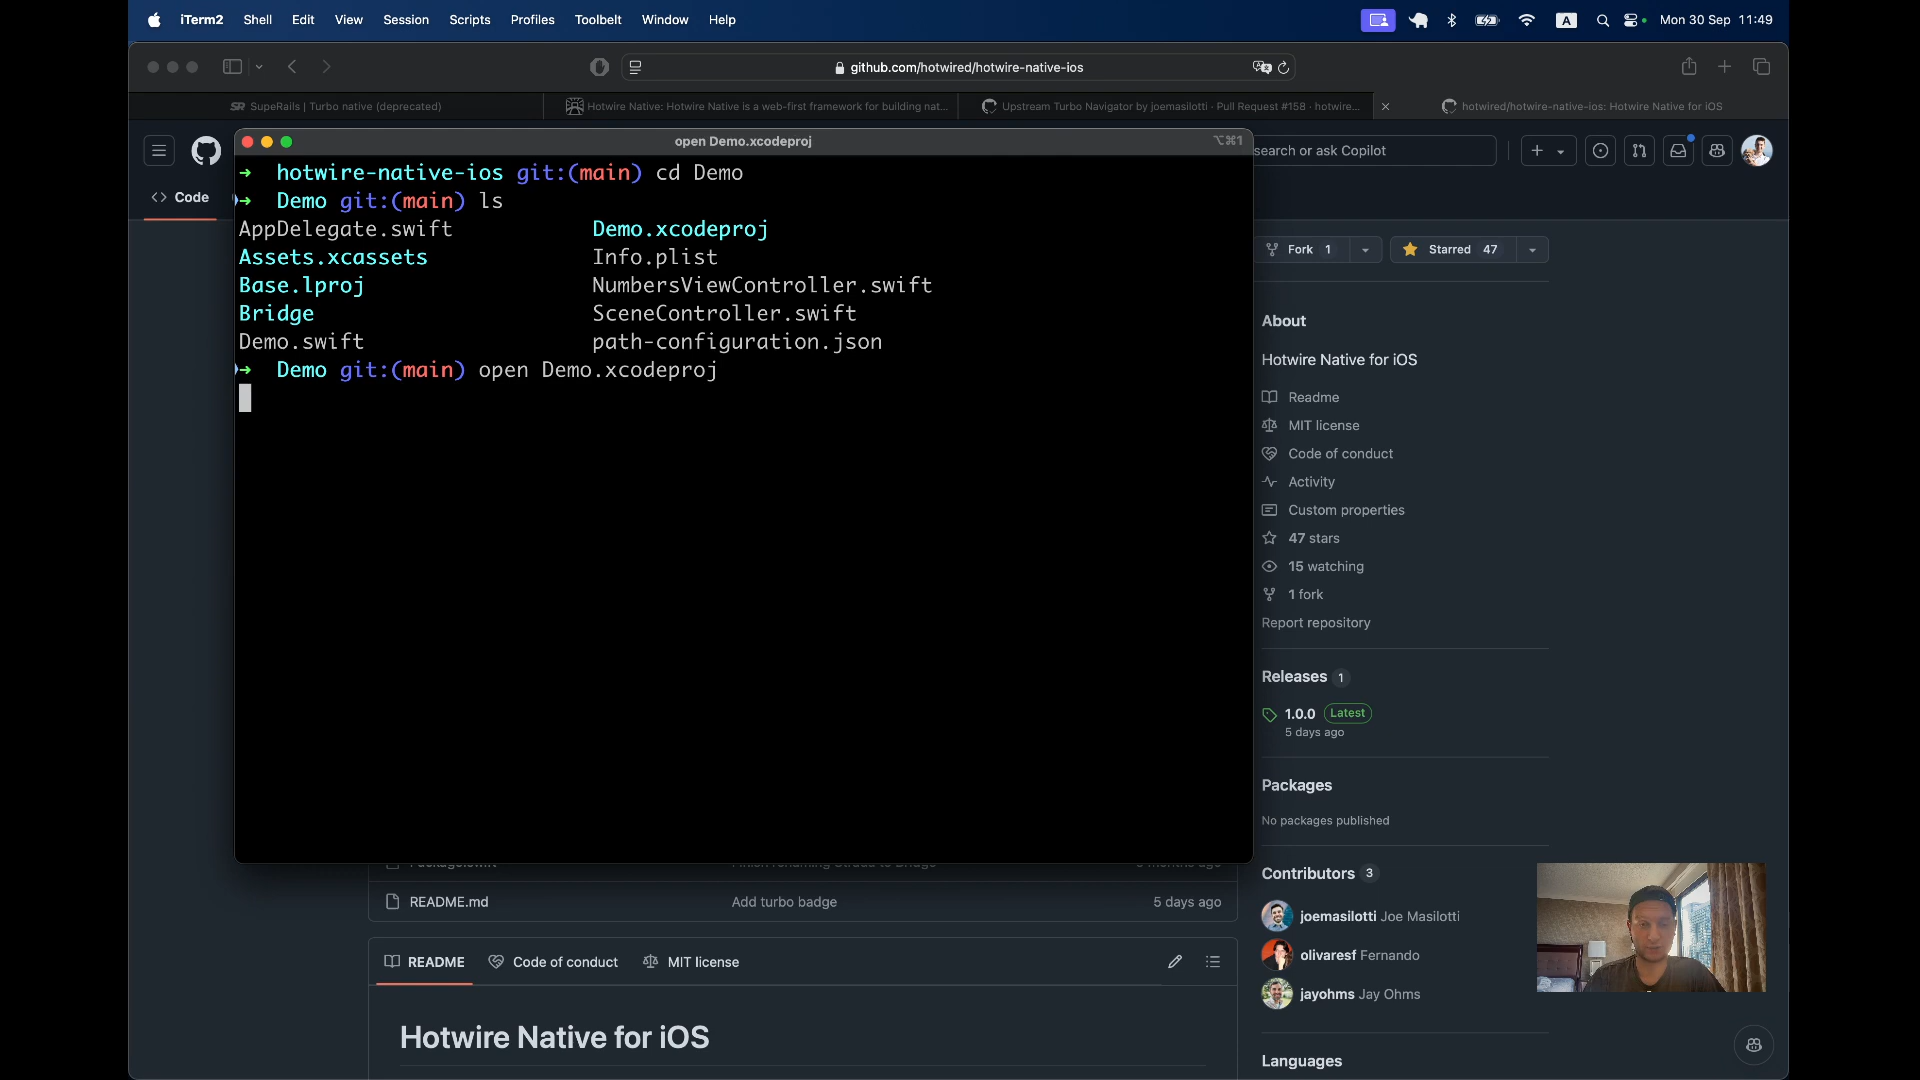 iTerm2 Shell Edit View Session Scripts Profiles Toolbelt Window Help
A Mon 30 Sep 11:49
github.com/hotwired/hotwire-native-ios
SR SupeRails | Turbo native (deprecated)
Hotwire Native: Hotwire Native is a web-first framework for building nat...
Upstream Turbo Navigator by joemasilotti · Pull Request #158 · hotwire...
hotwired/hotwire-native-ios: Hotwire Native for iOS
open Demo.xcodeproj
⌥⌘1
search or ask Copilot
<> Code
→ hotwire-native-ios git:(main) cd Demo
→ Demo git:(main) ls
AppDelegate.swift Demo.xcodeproj
Assets.xcassets Info.plist
Base.lproj NumbersViewController.swift
Bridge SceneController.swift
Demo.swift path-configuration.json
→ Demo git:(main) open Demo.xcodeproj
Fork 1
Starred 47
About
Hotwire Native for iOS
Readme
MIT license
Code of conduct
Activity
Custom properties
47 stars
15 watching
1 fork
Report repository
Releases 1
1.0.0 Latest
5 days ago
Packages
No packages published
Contributors 3
joemasilotti Joe Masilotti
olivaresf Fernando
jayohms Jay Ohms
Languages
README.md Add turbo badge 5 days ago
README Code of conduct MIT license
Hotwire Native for iOS